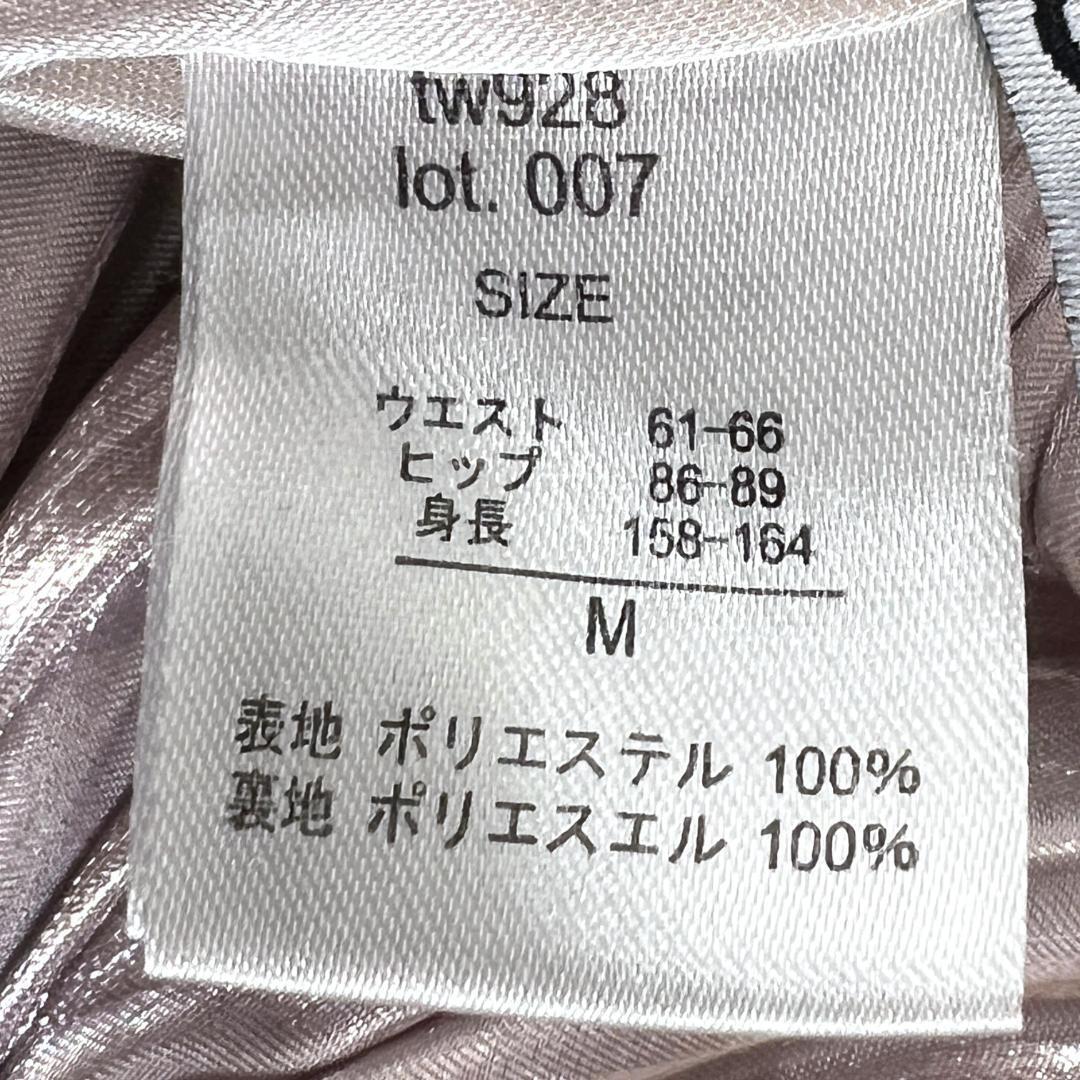 tw928
lot. 007
SIZE
ウエスト 61-66
ヒップ 86-89
身長 158-164
M
表地 ポリエステル 100%
裏地 ポリエスエル 100%